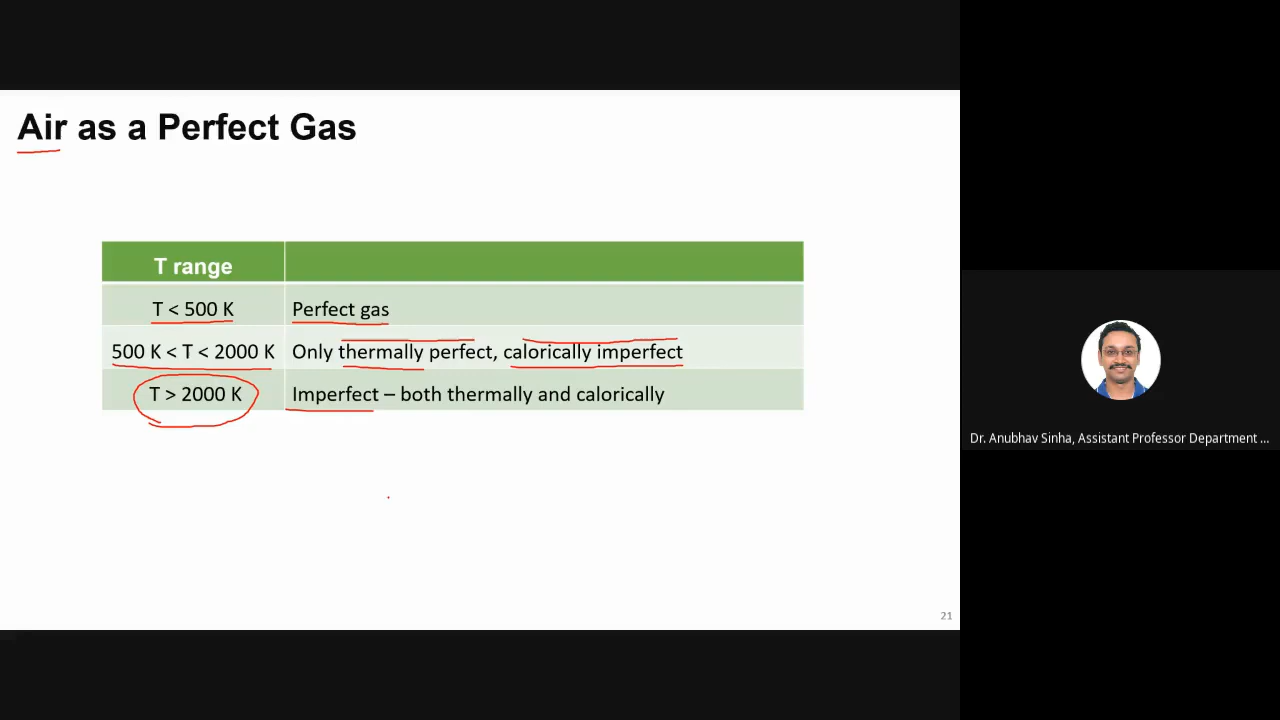 Air as a Perfect Gas
T range
T < 500 K Perfect gas
500 K < T < 2000 K Only thermally perfect, calorically imperfect
T > 2000 K Imperfect – both thermally and calorically
Dr. Anubhav Sinha, Assistant Professor Department ...
21